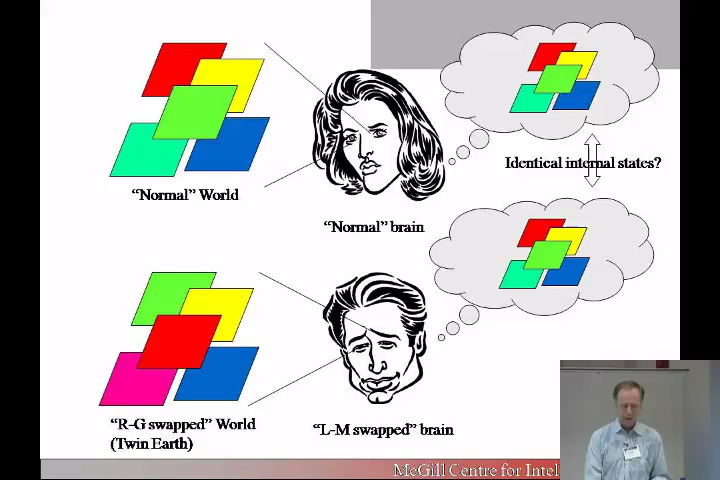 Identical internal states?
"Normal" World
"Normal" brain
"R-G swapped" World
(Twin Earth)
"L-M swapped" brain
McGill Centre for Intel